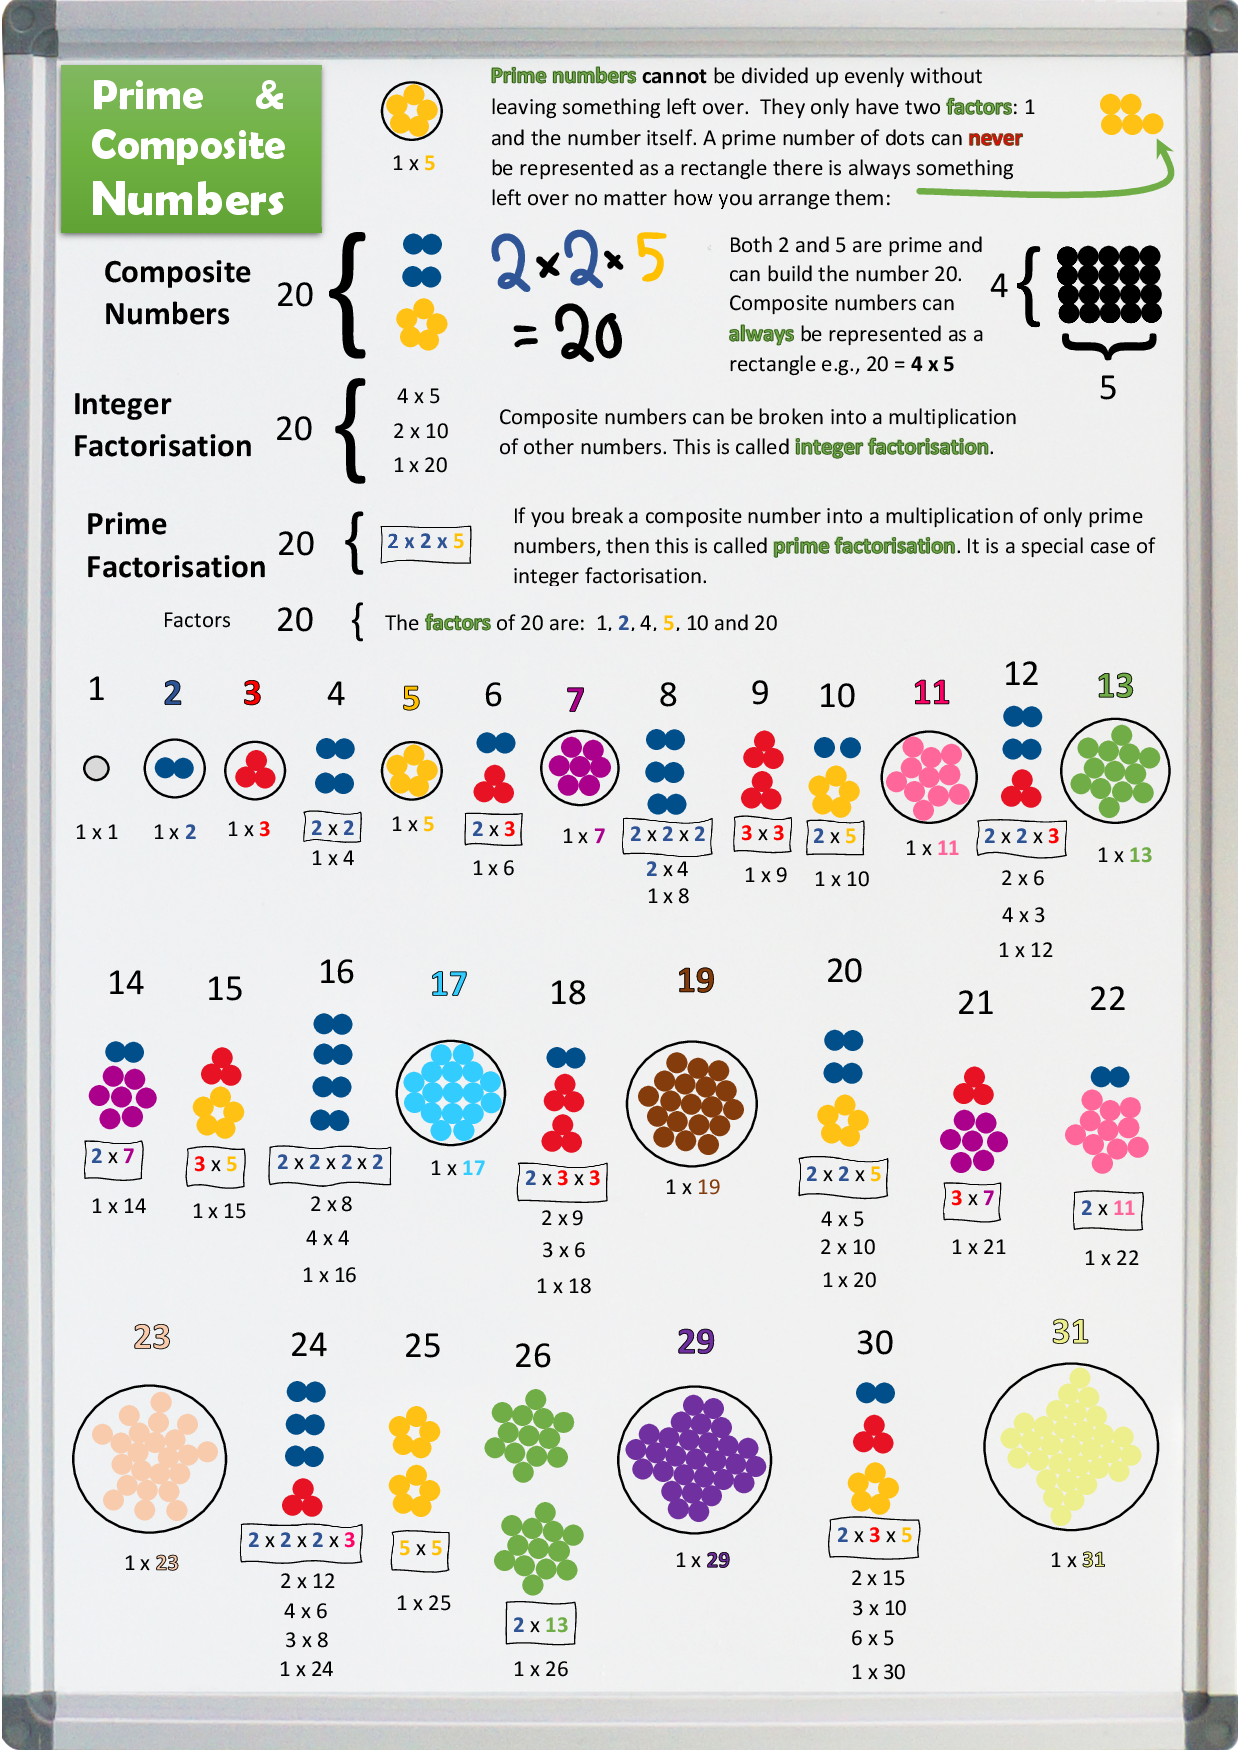 Prime &
Composite
Numbers
1 x 5
Prime numbers cannot be divided up evenly without
leaving something left over. They only have two factors: 1
and the number itself. A prime number of dots can never
be represented as a rectangle there is always something
left over no matter how you arrange them:
Composite
Numbers
20
2 x 2 x 5
= 20
Both 2 and 5 are prime and
can build the number 20.
Composite numbers can
always be represented as a
rectangle e.g., 20 = 4 x 5
4
5
Integer
Factorisation
20
4 x 5
2 x 10
1 x 20
Composite numbers can be broken into a multiplication
of other numbers. This is called integer factorisation.
Prime
Factorisation
20
2 x 2 x 5
If you break a composite number into a multiplication of only prime
numbers, then this is called prime factorisation. It is a special case of
integer factorisation.
Factors
20
The factors of 20 are: 1, 2, 4, 5, 10 and 20
1
1 x 1
2
1 x 2
3
1 x 3
4
2 x 2
1 x 4
5
1 x 5
6
2 x 3
1 x 6
7
1 x 7
8
2 x 2 x 2
2 x 4
1 x 8
9
3 x 3
1 x 9
10
2 x 5
1 x 10
11
1 x 11
12
2 x 2 x 3
2 x 6
4 x 3
1 x 12
13
1 x 13
14
2 x 7
1 x 14
15
3 x 5
1 x 15
16
2 x 2 x 2 x 2
2 x 8
4 x 4
1 x 16
17
1 x 17
18
2 x 3 x 3
2 x 9
3 x 6
1 x 18
19
1 x 19
20
2 x 2 x 5
4 x 5
2 x 10
1 x 20
21
3 x 7
1 x 21
22
2 x 11
1 x 22
23
1 x 23
24
2 x 2 x 2 x 3
2 x 12
4 x 6
3 x 8
1 x 24
25
5 x 5
1 x 25
26
2 x 13
1 x 26
29
1 x 29
30
2 x 3 x 5
2 x 15
3 x 10
6 x 5
1 x 30
31
1 x 31